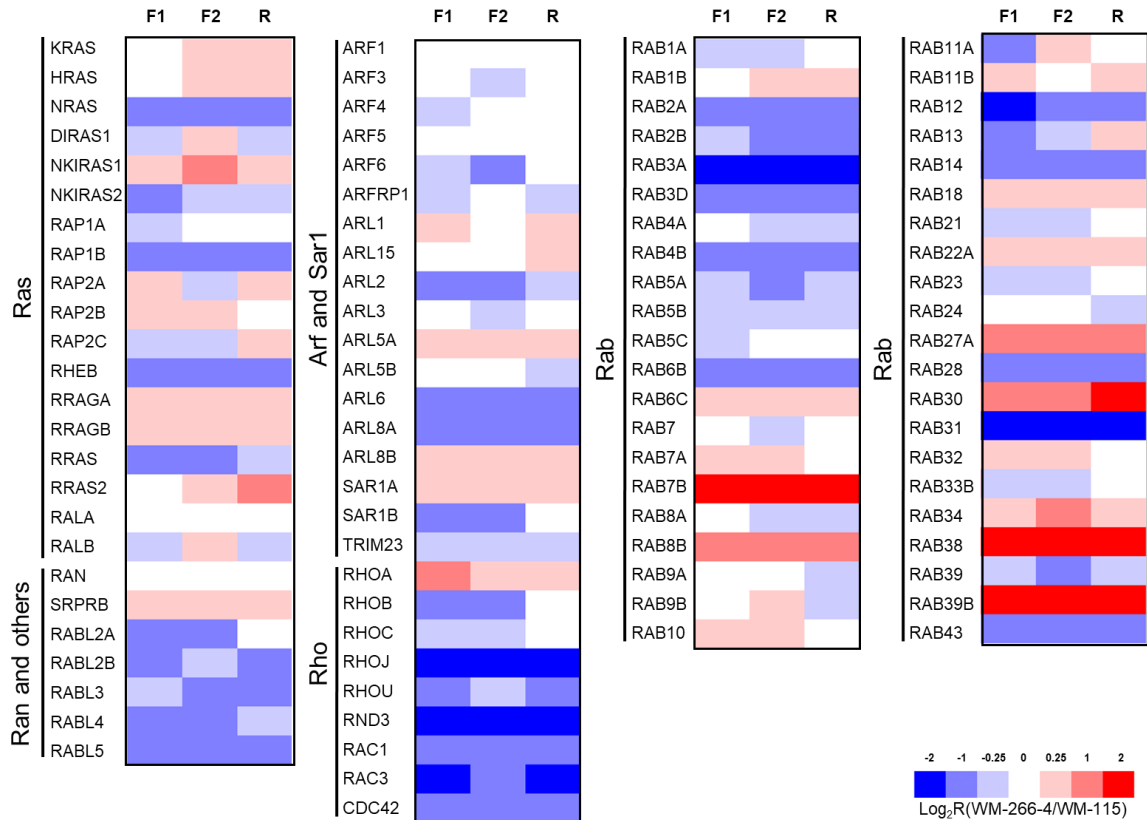 F1 F2 R
Ras
KRAS
HRAS
NRAS
DIRAS1
NKIRAS1
NKIRAS2
RAP1A
RAP1B
RAP2A
RAP2B
RAP2C
RHEB
RRAGA
RRAGB
RRAS
RRAS2
RALA
RALB
Ran and others
RAN
SRPRB
RABL2A
RABL2B
RABL3
RABL4
RABL5
F1 F2 R
Arf and Sar1
ARF1
ARF3
ARF4
ARF5
ARF6
ARFRP1
ARL1
ARL15
ARL2
ARL3
ARL5A
ARL5B
ARL6
ARL8A
ARL8B
SAR1A
SAR1B
TRIM23
Rho
RHOA
RHOB
RHOC
RHOJ
RHOU
RND3
RAC1
RAC3
CDC42
F1 F2 R
Rab
RAB1A
RAB1B
RAB2A
RAB2B
RAB3A
RAB3D
RAB4A
RAB4B
RAB5A
RAB5B
RAB5C
RAB6B
RAB6C
RAB7
RAB7A
RAB7B
RAB8A
RAB8B
RAB9A
RAB9B
RAB10
F1 F2 R
Rab
RAB11A
RAB11B
RAB12
RAB13
RAB14
RAB18
RAB21
RAB22A
RAB23
RAB24
RAB27A
RAB28
RAB30
RAB31
RAB32
RAB33B
RAB34
RAB38
RAB39
RAB39B
RAB43
-2 -1 -0.25 0 0.25 1 2
Log₂R(WM-266-4/WM-115)